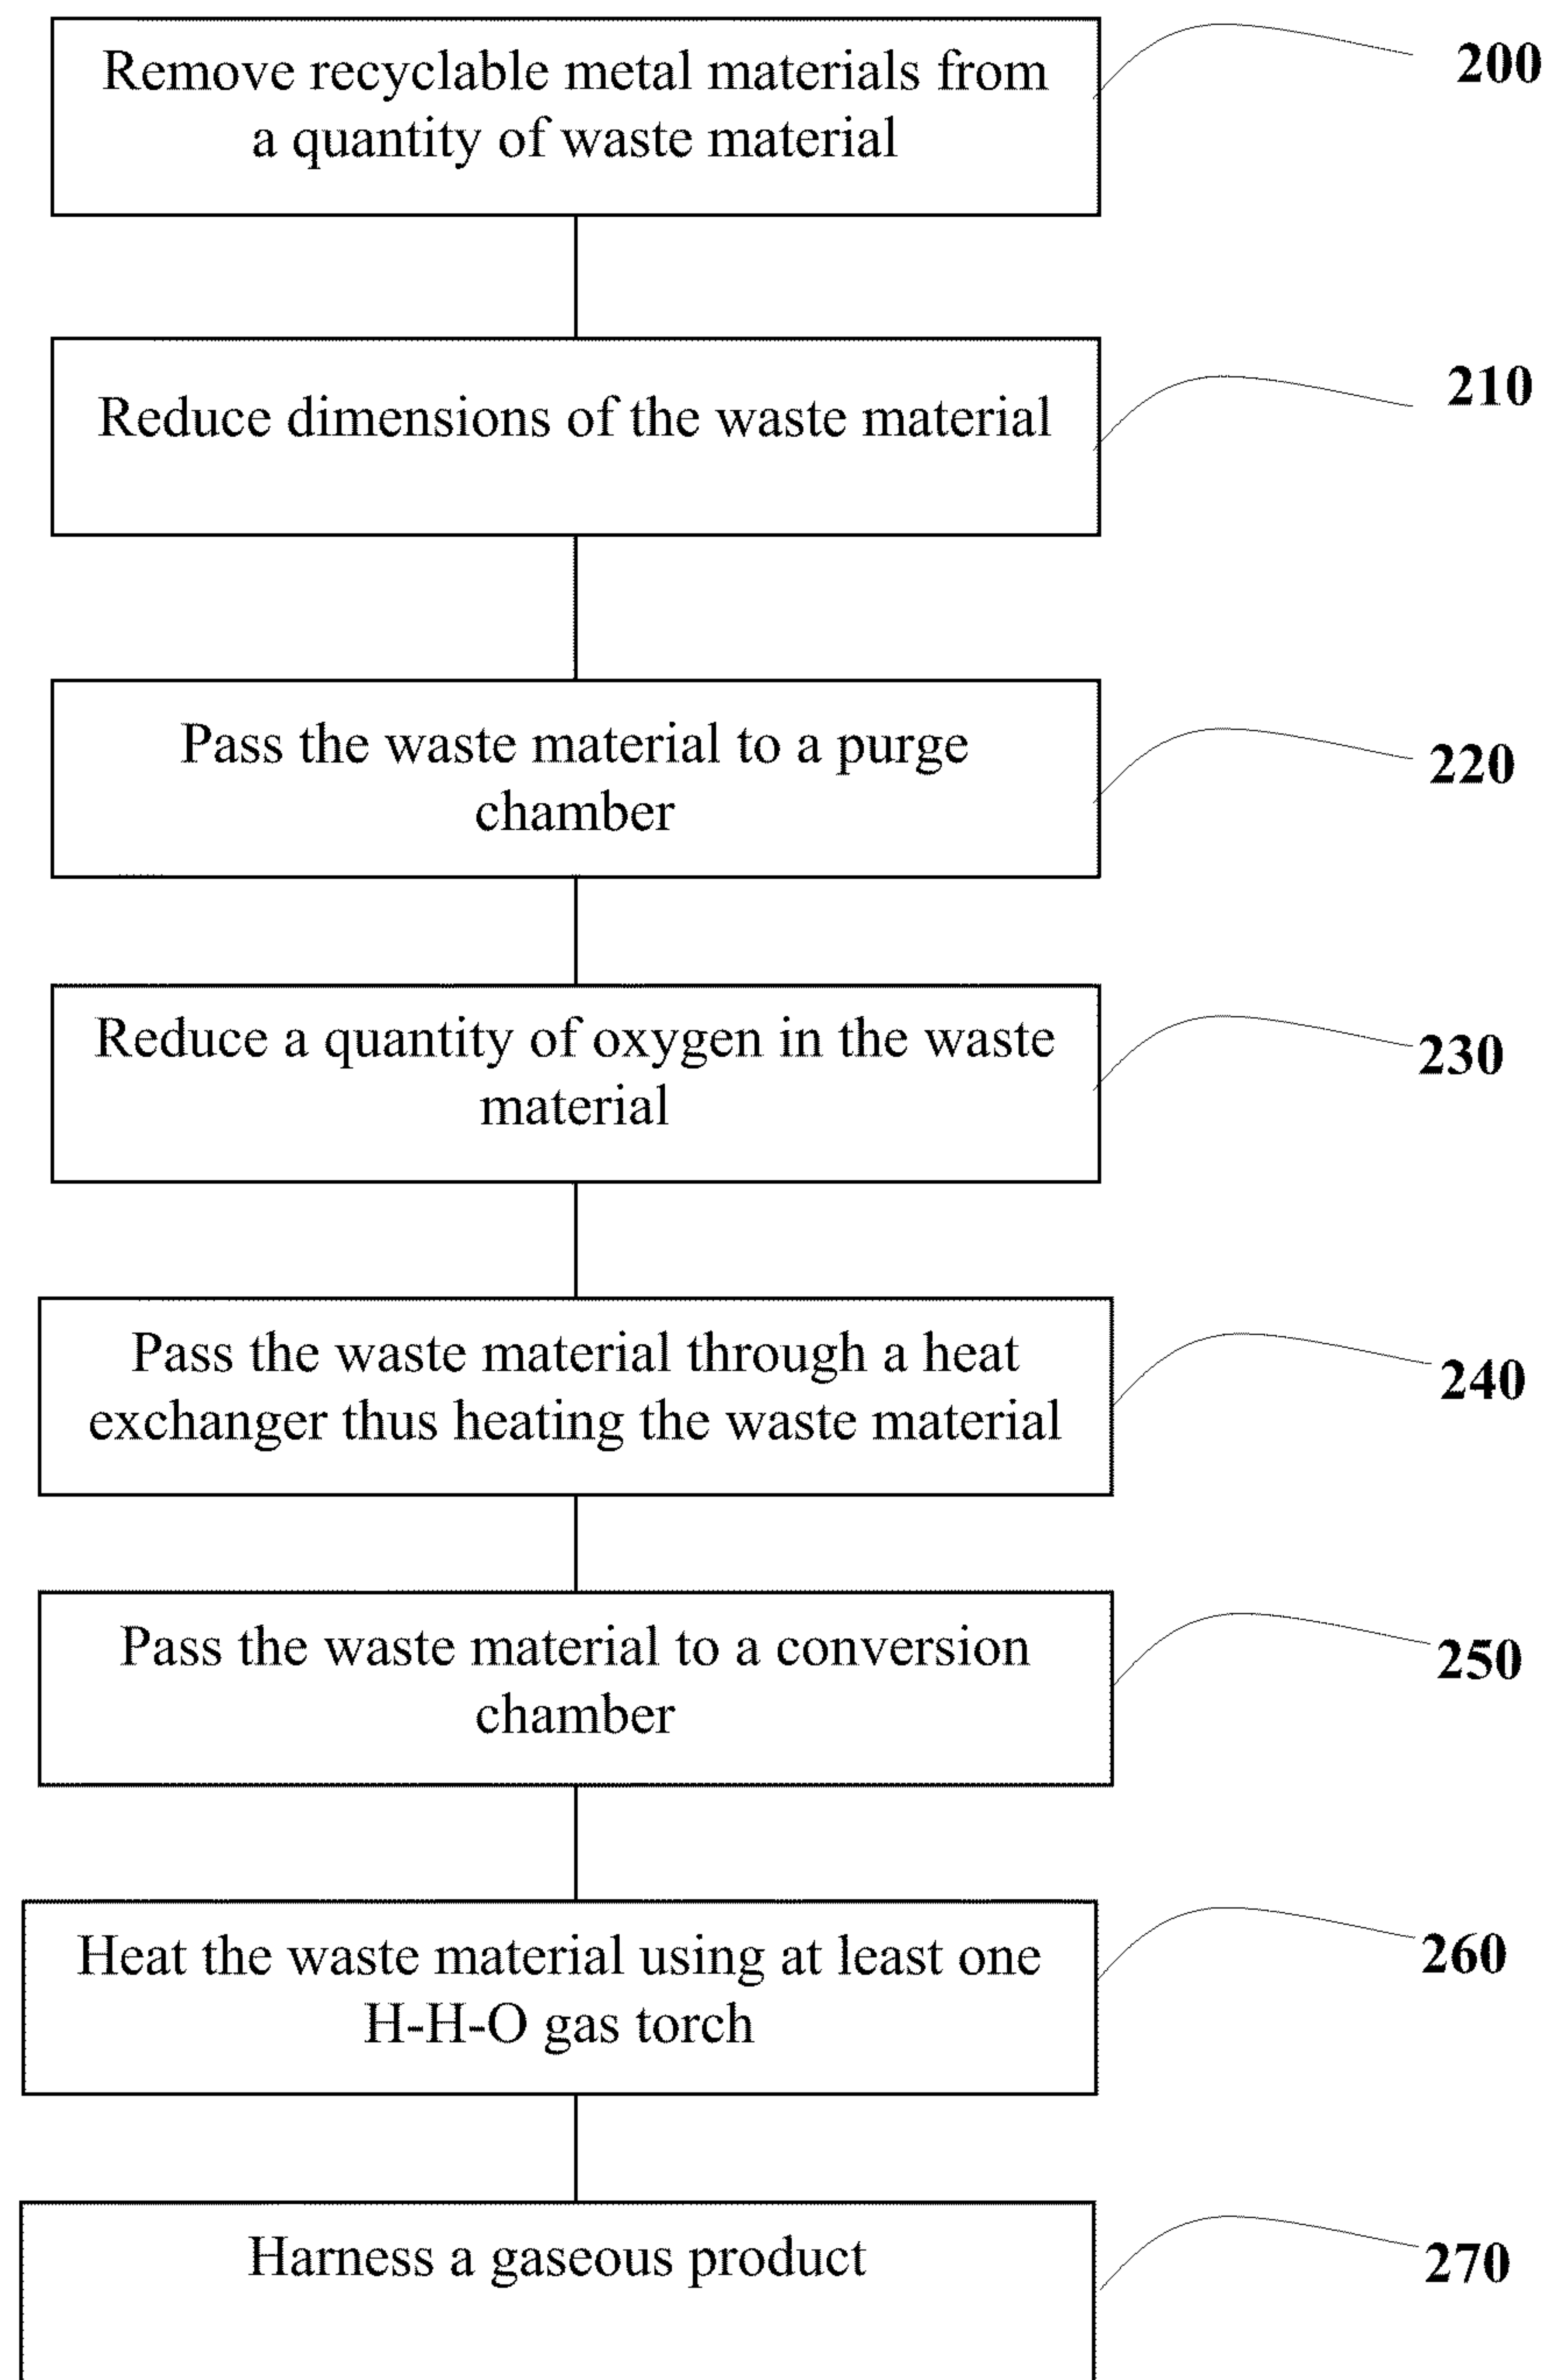 Remove recyclable metal materials from
a quantity of waste material
200
Reduce dimensions of the waste material
210
Pass the waste material to a purge
chamber
220
Reduce a quantity of oxygen in the waste
material
230
Pass the waste material through a heat
exchanger thus heating the waste material
240
Pass the waste material to a conversion
chamber
250
Heat the waste material using at least one
H-H-O gas torch
260
Harness a gaseous product
270